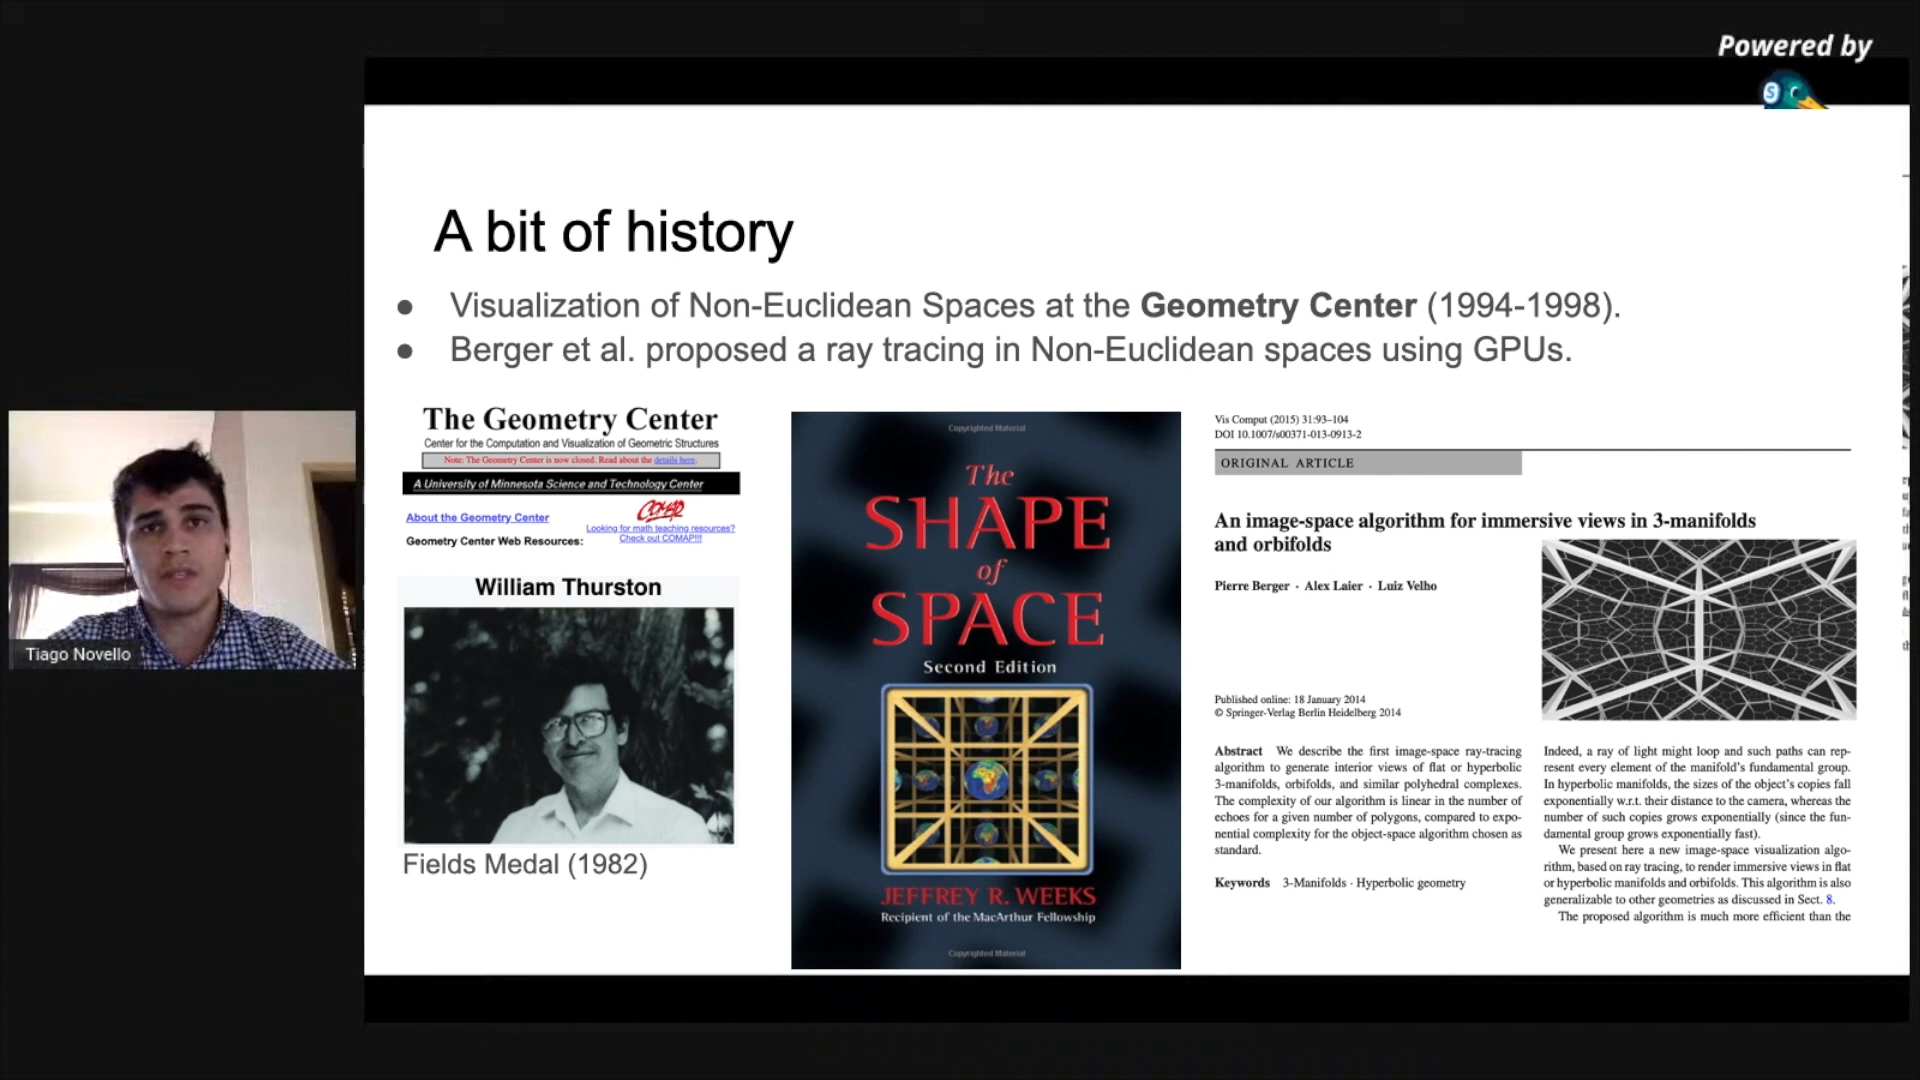 Powered by
S
A bit of history
● Visualization of Non-Euclidean Spaces at the Geometry Center (1994-1998).
● Berger et al. proposed a ray tracing in Non-Euclidean spaces using GPUs.
The Geometry Center
Center for the Computation and Visualization of Geometric Structures
Note: The Geometry Center is now closed. Read about the details here.
A University of Minnesota Science and Technology Center
About the Geometry Center
COMAP
Looking for math teaching resources?
Check out COMAP!!!
Geometry Center Web Resources:
William Thurston
Fields Medal (1982)
Copyrighted Material
The
SHAPE
of
SPACE
Second Edition
JEFFREY R. WEEKS
Recipient of the MacArthur Fellowship
Copyrighted Material
Vis Comput (2015) 31:93–104
DOI 10.1007/s00371-013-0913-2
ORIGINAL ARTICLE
An image-space algorithm for immersive views in 3-manifolds
and orbifolds
Pierre Berger · Alex Laier · Luiz Velho
Published online: 18 January 2014
© Springer-Verlag Berlin Heidelberg 2014
Abstract We describe the first image-space ray-tracing
algorithm to generate interior views of flat or hyperbolic
3-manifolds, orbifolds, and similar polyhedral complexes.
The complexity of our algorithm is linear in the number of
echoes for a given number of polygons, compared to expo-
nential complexity for the object-space algorithm chosen as
standard.
Keywords 3-Manifolds · Hyperbolic geometry
Indeed, a ray of light might loop and such paths can rep-
resent every element of the manifold's fundamental group.
In hyperbolic manifolds, the sizes of the object's copies fall
exponentially w.r.t. their distance to the camera, whereas the
number of such copies grows exponentially (since the fun-
damental group grows exponentially fast).
We present here a new image-space visualization algo-
rithm, based on ray tracing, to render immersive views in flat
or hyperbolic manifolds and orbifolds. This algorithm is also
generalizable to other geometries as discussed in Sect. 8.
The proposed algorithm is much more efficient than the
Tiago Novello